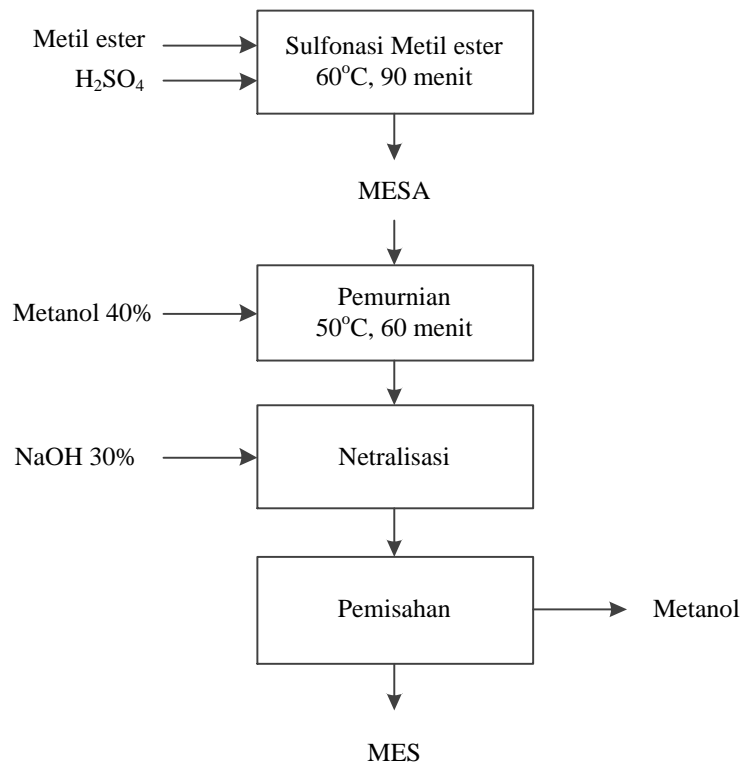 Metil ester
H₂SO₄
Sulfonasi Metil ester
60°C, 90 menit
MESA
Metanol 40%
Pemurnian
50°C, 60 menit
NaOH 30%
Netralisasi
Pemisahan
Metanol
MES